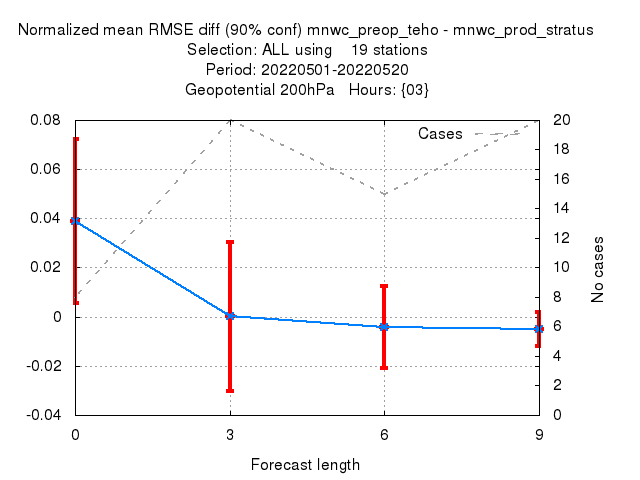 Normalized mean RMSE diff (90% conf) mnwc_preop_teho - mnwc_prod_stratus
Selection: ALL using 19 stations
Period: 20220501-20220520
Geopotential 200hPa Hours: {03}
Cases
0.08
0.06
0.04
0.02
0
-0.02
-0.04
20
18
16
14
12
10
8
6
4
2
0
No cases
0 3 6 9
Forecast length